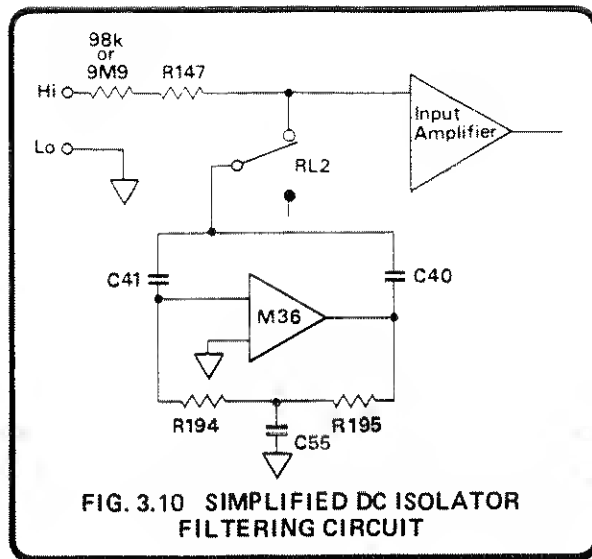 98k
or
9M9
R147
Hi
Input
Amplifier
Lo
RL2
C41
C40
M36
R194
R195
C55
FIG. 3.10 SIMPLIFIED DC ISOLATOR
FILTERING CIRCUIT